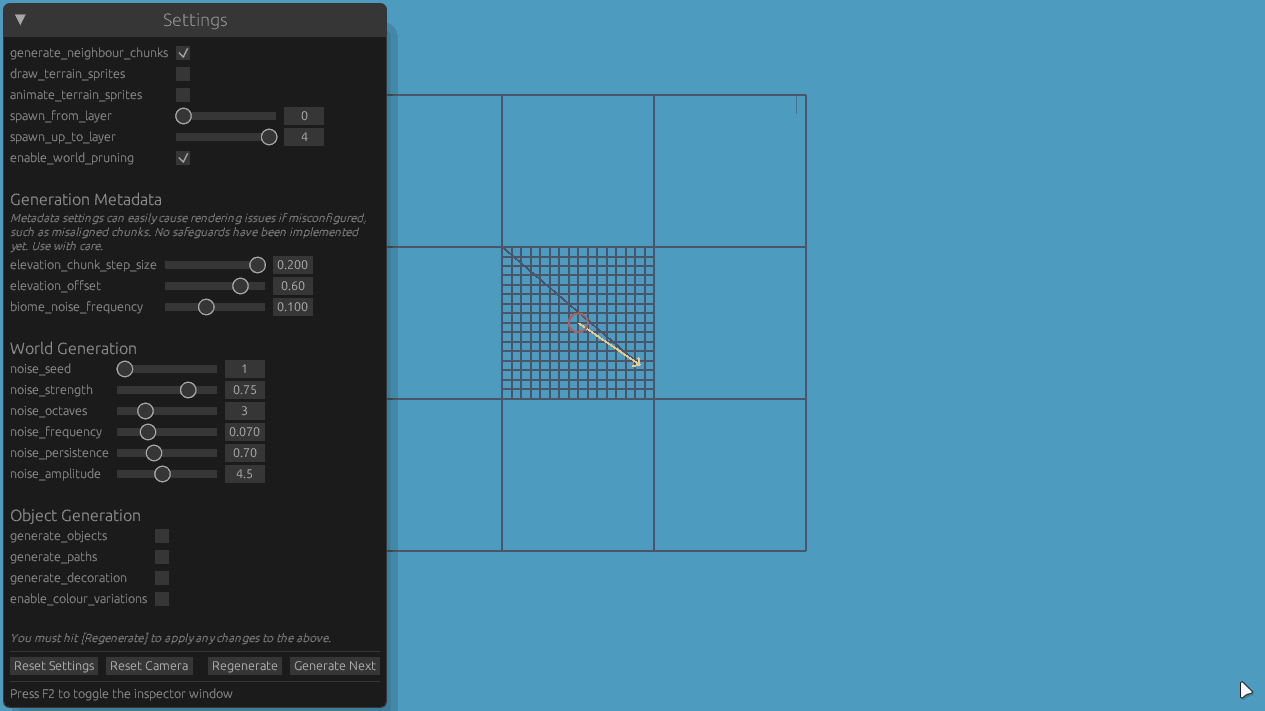 Settings
generate_neighbour_chunks
draw_terrain_sprites
animate_terrain_sprites
spawn_from_layer 0
spawn_up_to_layer 4
enable_world_pruning
Generation Metadata
Metadata settings can easily cause rendering issues if misconfigured,
such as misaligned chunks. No safeguards have been implemented
yet. Use with care.
elevation_chunk_step_size 0.200
elevation_offset 0.60
biome_noise_frequency 0.100
World Generation
noise_seed 1
noise_strength 0.75
noise_octaves 3
noise_frequency 0.070
noise_persistence 0.70
noise_amplitude 4.5
Object Generation
generate_objects
generate_paths
generate_decoration
enable_colour_variations
You must hit [Regenerate] to apply any changes to the above.
Reset Settings Reset Camera Regenerate Generate Next
Press F2 to toggle the inspector window